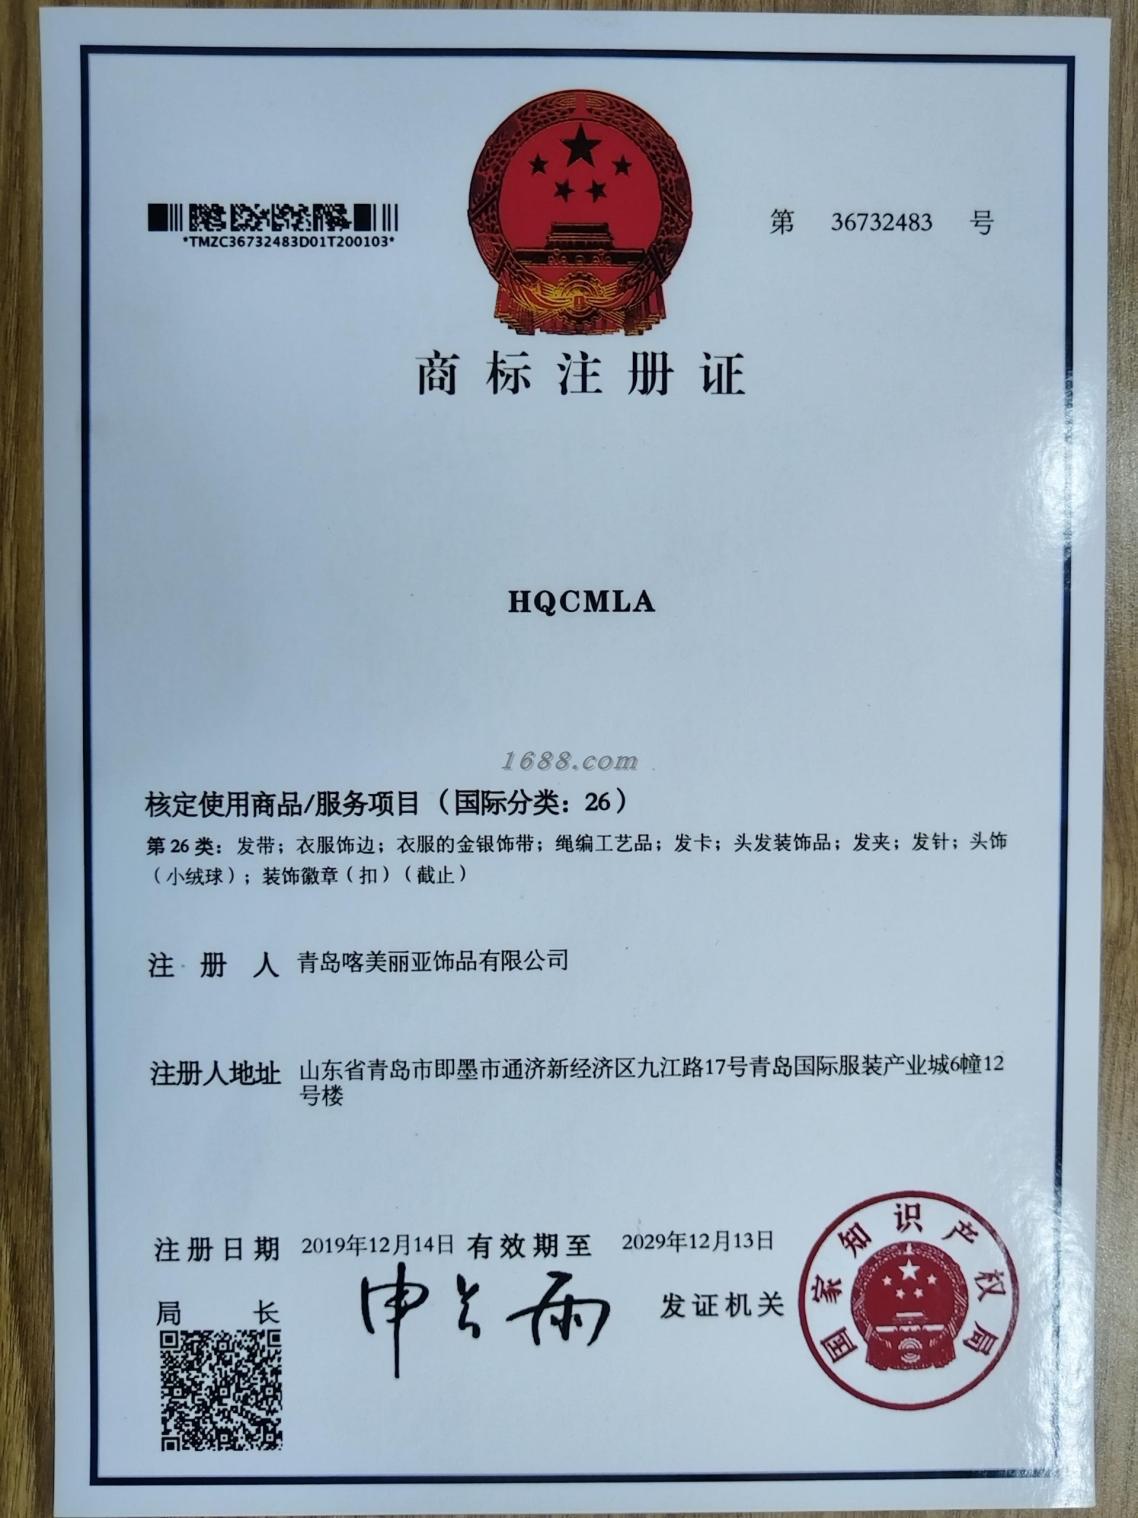 *TMZC36732483D01T200103*
第 36732483 号
商标注册证
HQCMLA
1688.com
核定使用商品/服务项目（国际分类：26）
第26类：发带；衣服饰边；衣服的金银饰带；绳编工艺品；发卡；头发装饰品；发夹；发针；头饰
（小绒球）；装饰徽章（扣）（截止）
注册人 青岛喀美丽亚饰品有限公司
注册人地址 山东省青岛市即墨市通济新经济区九江路17号青岛国际服装产业城6幢12
号楼
注册日期 2019年12月14日 有效期至 2029年12月13日
局长 申长雨 发证机关
国家知识产权局